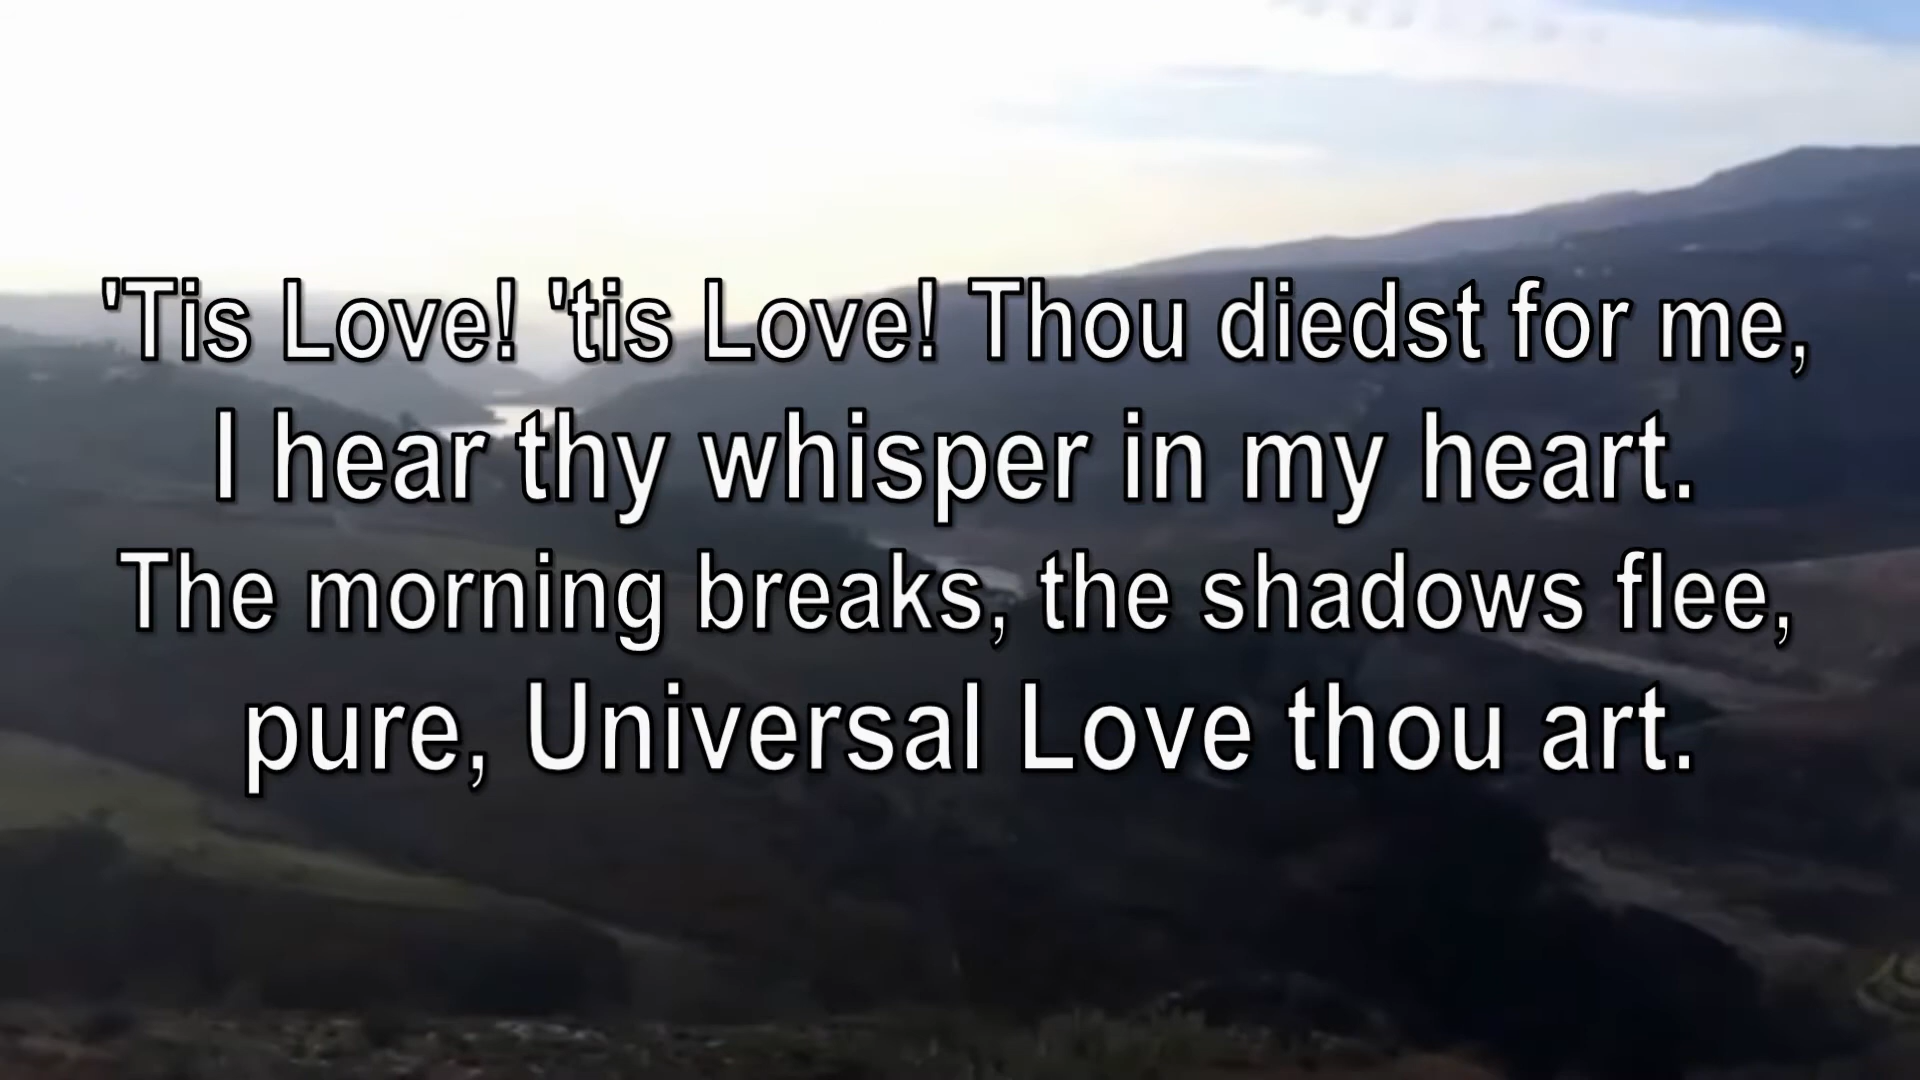 'Tis Love! 'tis Love! Thou diedst for me,
I hear thy whisper in my heart.
The morning breaks, the shadows flee,
pure, Universal Love thou art.